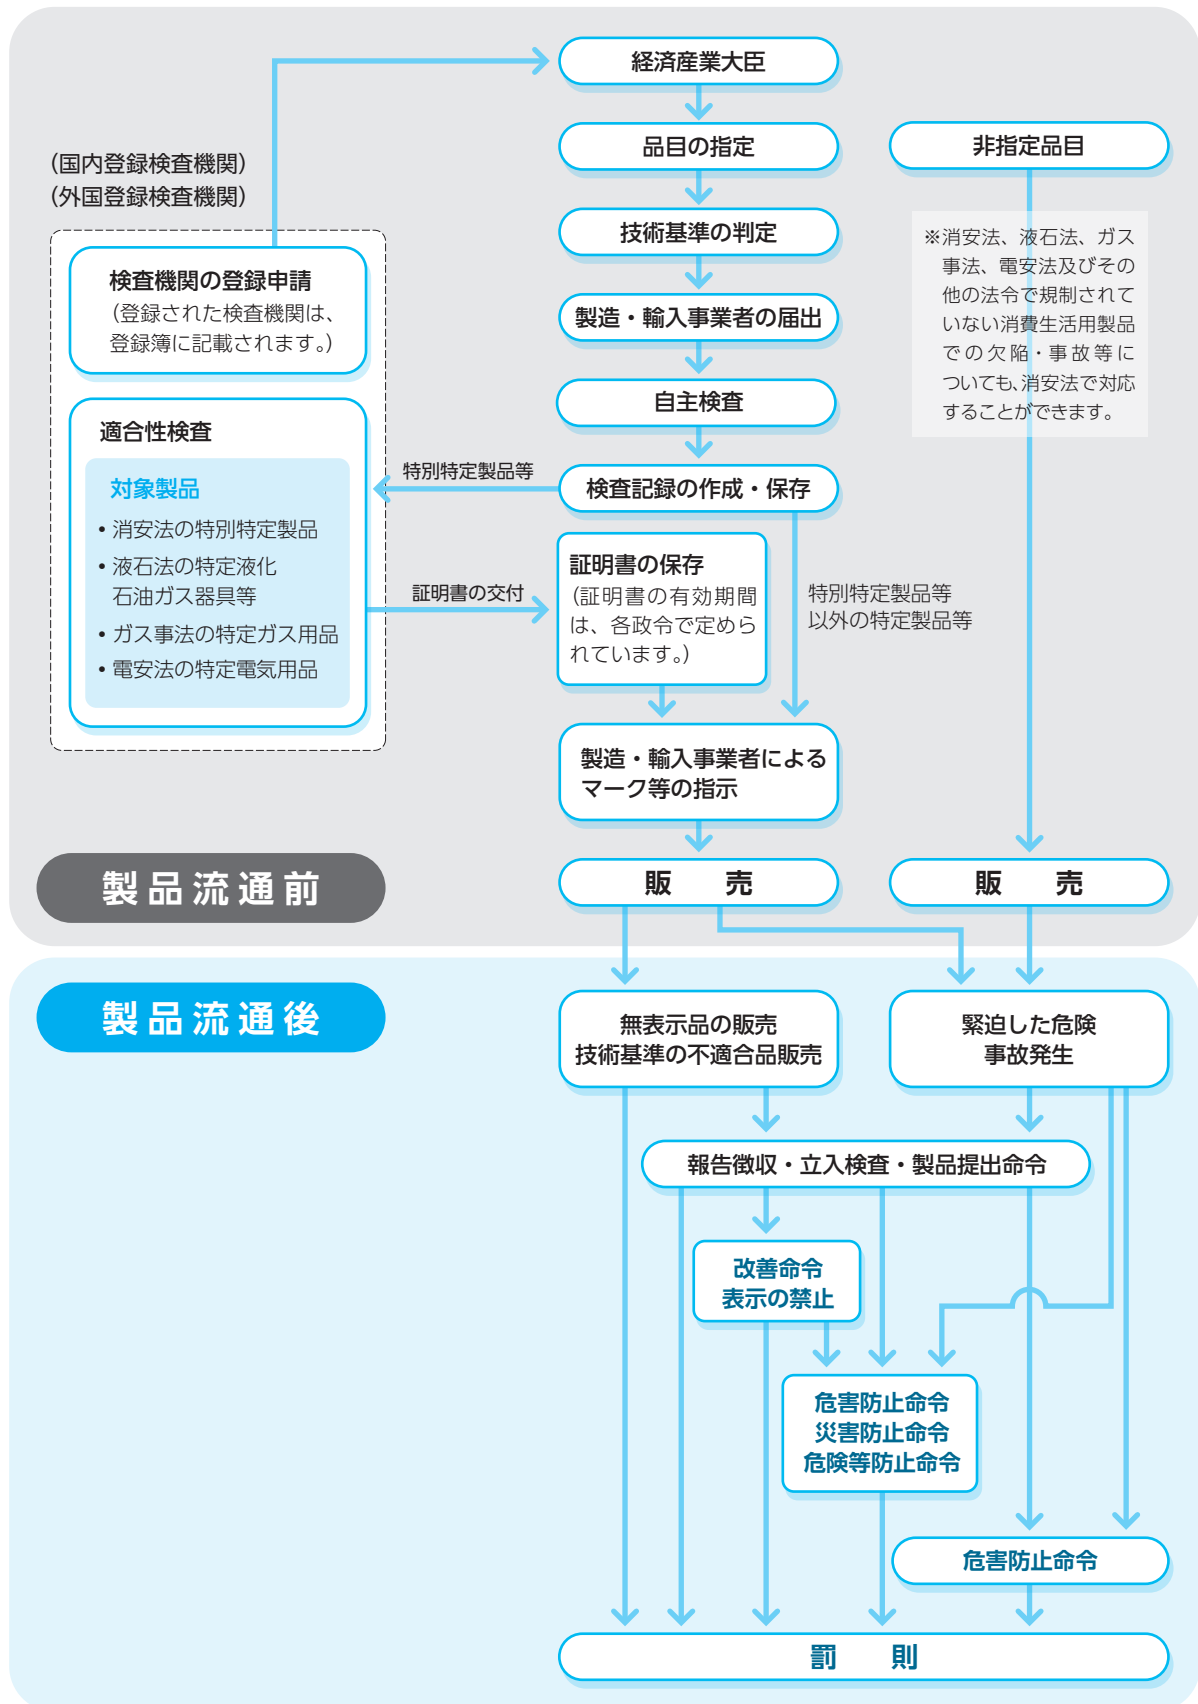 経済産業大臣
品目の指定
非指定品目
(国内登録検査機関)
(外国登録検査機関)
技術基準の判定
※消安法、液石法、ガス
事法、電安法及びその
他の法令で規制されて
いない消費生活用製品
での欠陥・事故等に
ついても、消安法で対応
することができます。
検査機関の登録申請
(登録された検査機関は、
登録簿に記載されます。)
製造・輸入事業者の届出
自主検査
適合性検査
対象製品
• 消安法の特別特定製品
• 液石法の特定液化
石油ガス器具等
• ガス事法の特定ガス用品
• 電安法の特定電気用品
特別特定製品等
検査記録の作成・保存
証明書の交付
証明書の保存
(証明書の有効期間
は、各政令で定めら
れています。)
特別特定製品等
以外の特定製品等
製造・輸入事業者による
マーク等の指示
製品流通前
販　売
販　売
製品流通後
無表示品の販売
技術基準の不適合品販売
緊迫した危険
事故発生
報告徴収・立入検査・製品提出命令
改善命令
表示の禁止
危害防止命令
災害防止命令
危険等防止命令
危害防止命令
罰　則